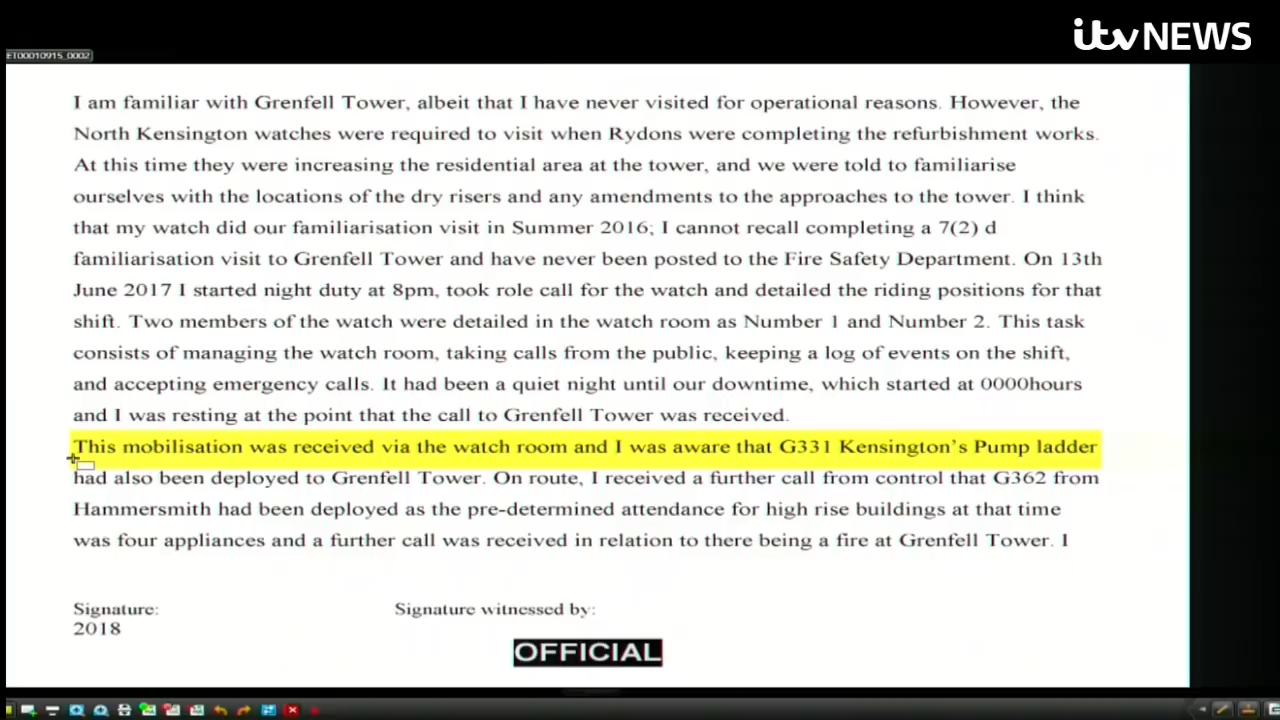 itv NEWS
ET00010915_0002
I am familiar with Grenfell Tower, albeit that I have never visited for operational reasons. However, the
North Kensington watches were required to visit when Rydons were completing the refurbishment works.
At this time they were increasing the residential area at the tower, and we were told to familiarise
ourselves with the locations of the dry risers and any amendments to the approaches to the tower. I think
that my watch did our familiarisation visit in Summer 2016; I cannot recall completing a 7(2) d
familiarisation visit to Grenfell Tower and have never been posted to the Fire Safety Department. On 13th
June 2017 I started night duty at 8pm, took role call for the watch and detailed the riding positions for that
shift. Two members of the watch were detailed in the watch room as Number 1 and Number 2. This task
consists of managing the watch room, taking calls from the public, keeping a log of events on the shift,
and accepting emergency calls. It had been a quiet night until our downtime, which started at 0000hours
and I was resting at the point that the call to Grenfell Tower was received.
This mobilisation was received via the watch room and I was aware that G331 Kensington's Pump ladder
had also been deployed to Grenfell Tower. On route, I received a further call from control that G362 from
Hammersmith had been deployed as the pre-determined attendance for high rise buildings at that time
was four appliances and a further call was received in relation to there being a fire at Grenfell Tower. I
Signature: Signature witnessed by:
2018
OFFICIAL